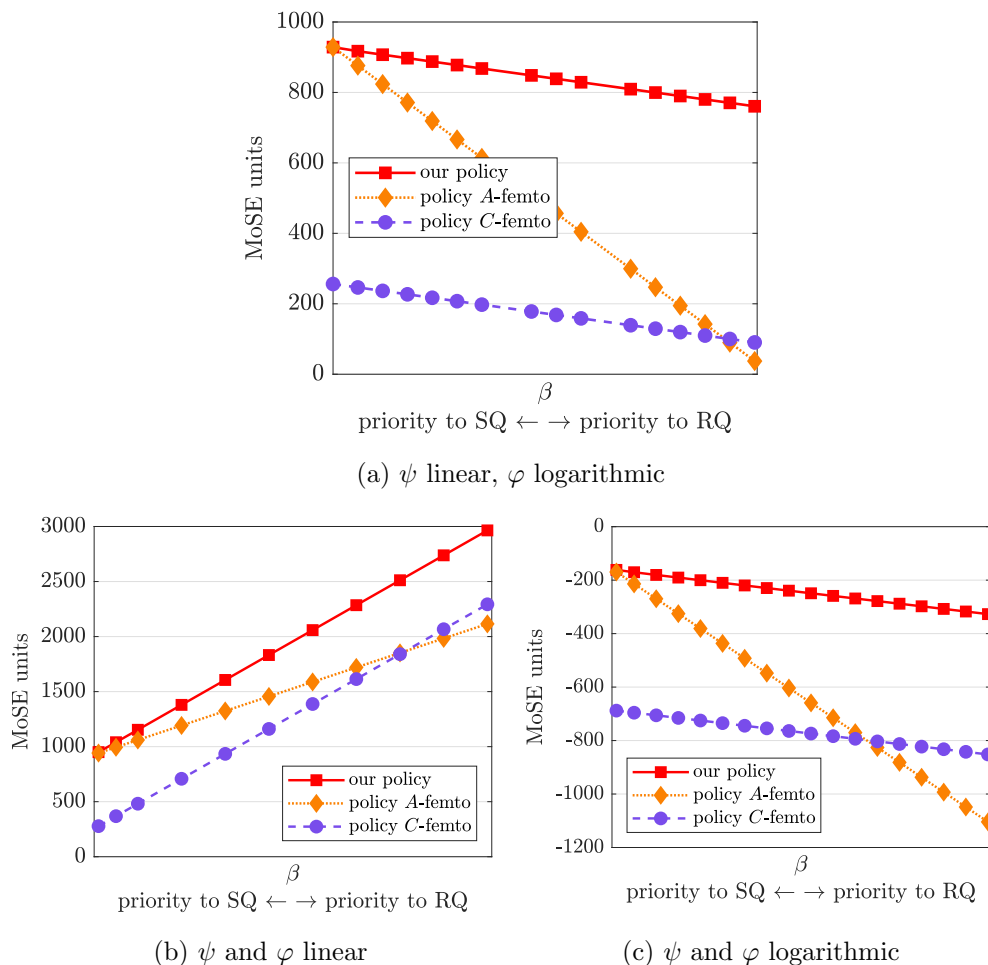 1000
800
600
400
200
0
MoSE units
our policy
policy A-femto
policy C-femto
β
priority to SQ ← → priority to RQ
(a) ψ linear, φ logarithmic
3000
2500
2000
1500
1000
500
0
MoSE units
our policy
policy A-femto
policy C-femto
β
priority to SQ ← → priority to RQ
(b) ψ and φ linear
0
-200
-400
-600
-800
-1000
-1200
MoSE units
our policy
policy A-femto
policy C-femto
β
priority to SQ ← → priority to RQ
(c) ψ and φ logarithmic